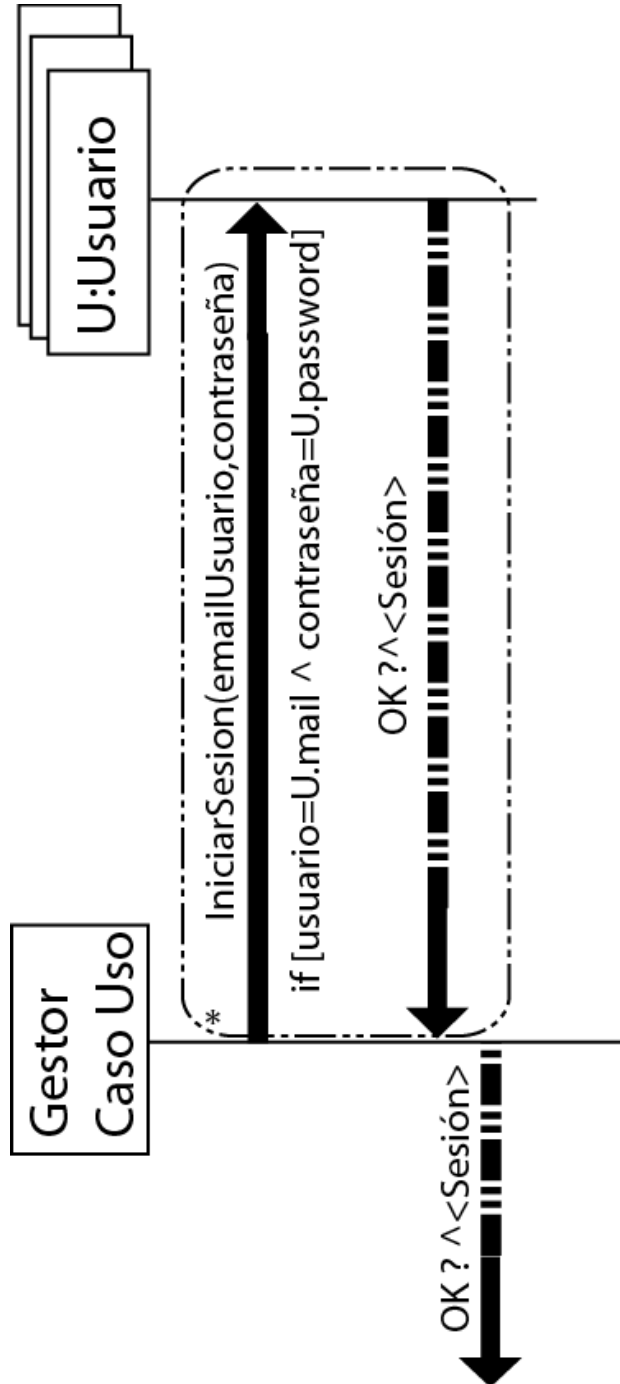 Gestor
Caso Uso
U:Usuario
*
IniciarSesion(emailUsuario,contraseña)
if [usuario=U.mail ^ contraseña=U.password]
OK ?^<Sesión>
OK ? ^<Sesión>